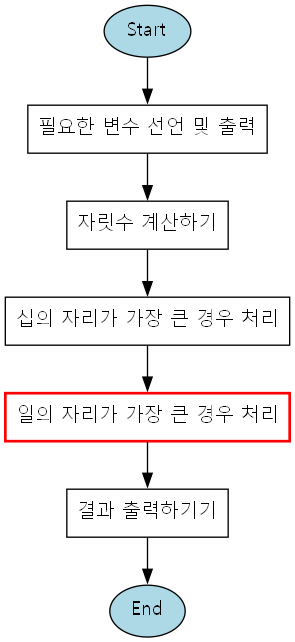 Start
필요한 변수 선언 및 출력
자릿수 계산하기
십의 자리가 가장 큰 경우 처리
일의 자리가 가장 큰 경우 처리
결과 출력하기기
End